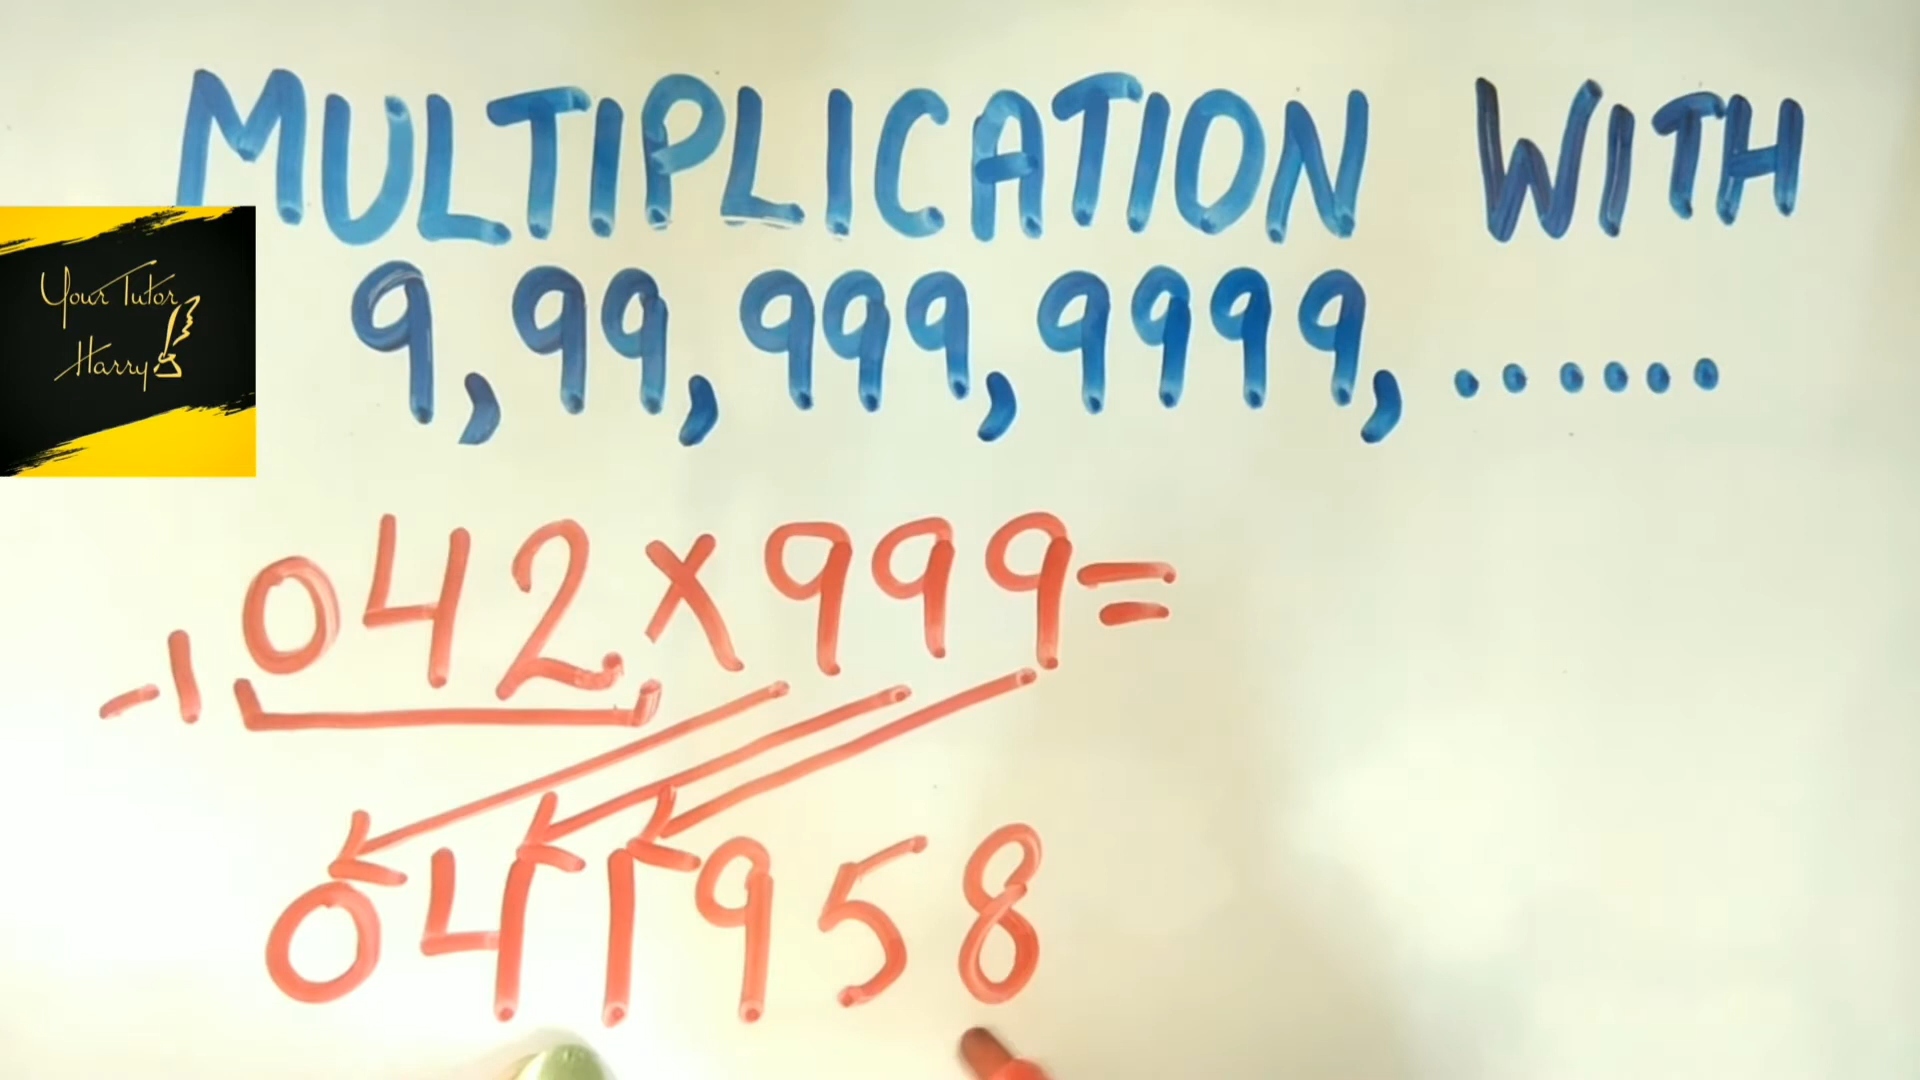 MULTIPLICATION WITH
9, 99, 999, 9999, ......
Your Tutor
Harry
042 × 999 =
-1
041958